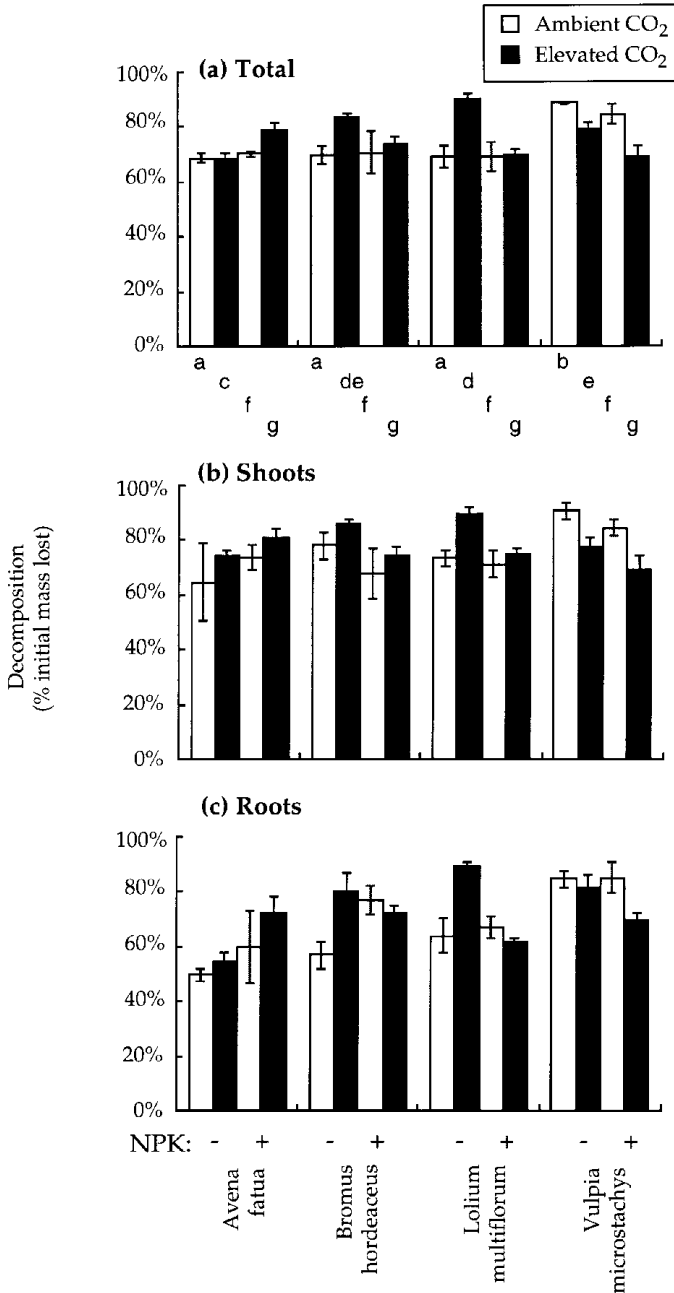 Ambient CO2
Elevated CO2
(a) Total
100%
80%
60%
40%
20%
0%
a a a b
c de d e
f f f f
g g g g
(b) Shoots
100%
80%
60%
40%
20%
0%
Decomposition
(% initial mass lost)
(c) Roots
100%
80%
60%
40%
20%
0%
NPK: - + - + - + - +
Avena
fatua
Bromus
hordeaceus
Lolium
multiflorum
Vulpia
microstachys